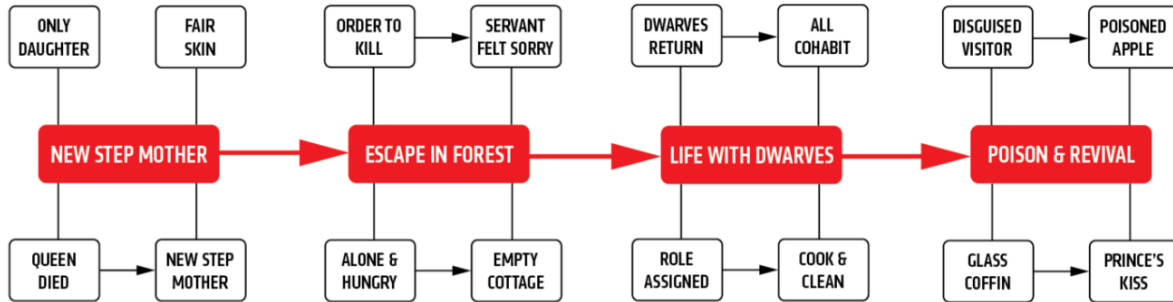 ONLY
DAUGHTER
FAIR
SKIN
ORDER TO
KILL
SERVANT
FELT SORRY
DWARVES
RETURN
ALL
COHABIT
DISGUISED
VISITOR
POISONED
APPLE
NEW STEP MOTHER
ESCAPE IN FOREST
LIFE WITH DWARVES
POISON & REVIVAL
QUEEN
DIED
NEW STEP
MOTHER
ALONE &
HUNGRY
EMPTY
COTTAGE
ROLE
ASSIGNED
COOK &
CLEAN
GLASS
COFFIN
PRINCE'S
KISS